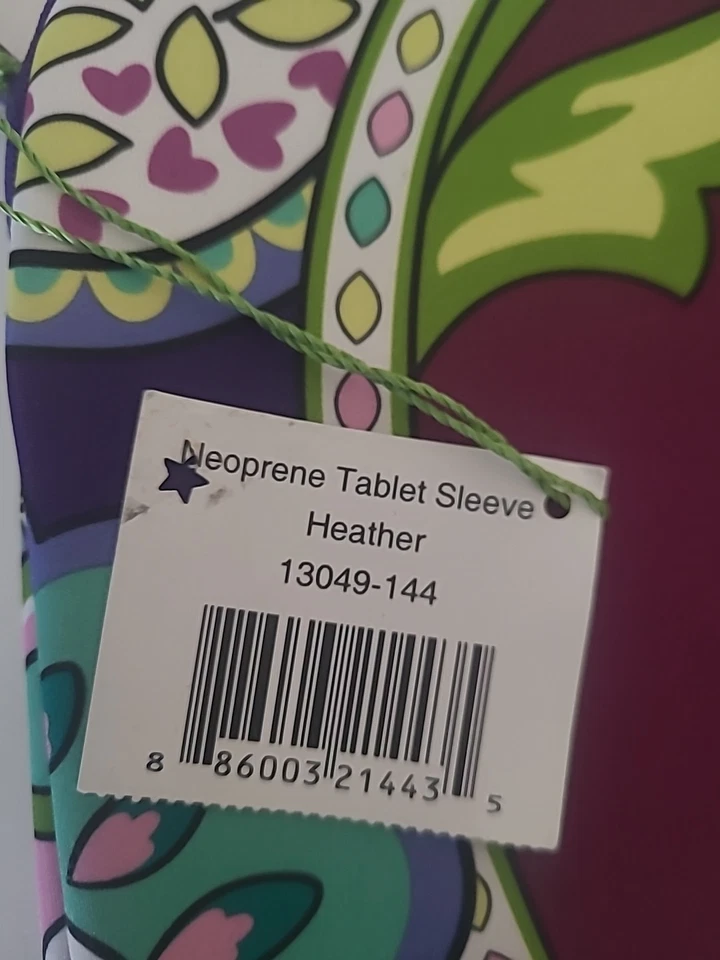 Neoprene Tablet Sleeve
Heather
13049-144
8 86003 21443 5